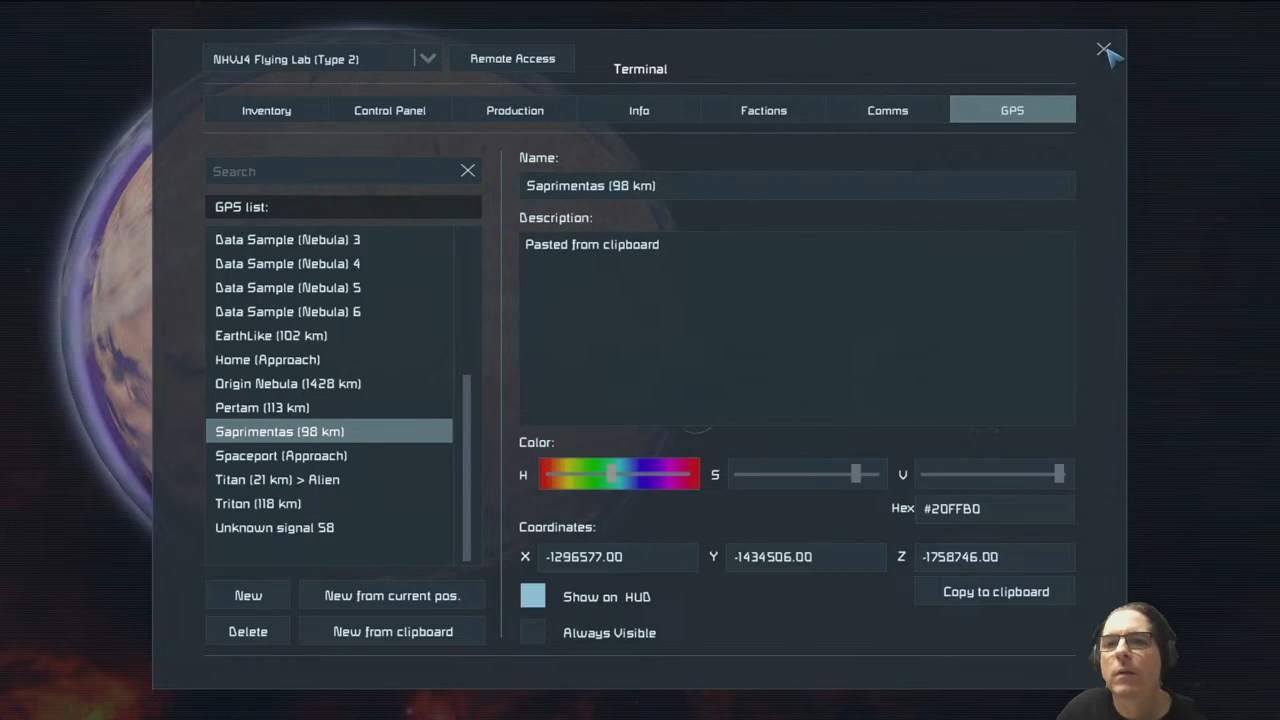 NHVJ4 Flying Lab (Type 2)
Remote Access
Terminal
Inventory
Control Panel
Production
Info
Factions
Comms
GPS
Search
GPS list:
Data Sample (Nebula) 3
Data Sample (Nebula) 4
Data Sample (Nebula) 5
Data Sample (Nebula) 6
EarthLike (102 km)
Home (Approach)
Origin Nebula (1428 km)
Pertam (113 km)
Saprimentas (98 km)
Spaceport (Approach)
Titan (21 km) > Alien
Triton (118 km)
Unknown signal 58
New
New from current pos.
Delete
New from clipboard
Name:
Saprimentas (98 km)
Description:
Pasted from clipboard
Color:
H
S
V
Hex #20FFB0
Coordinates:
X -1296577.00
Y -1434506.00
Z -1758746.00
Copy to clipboard
Show on HUD
Always Visible